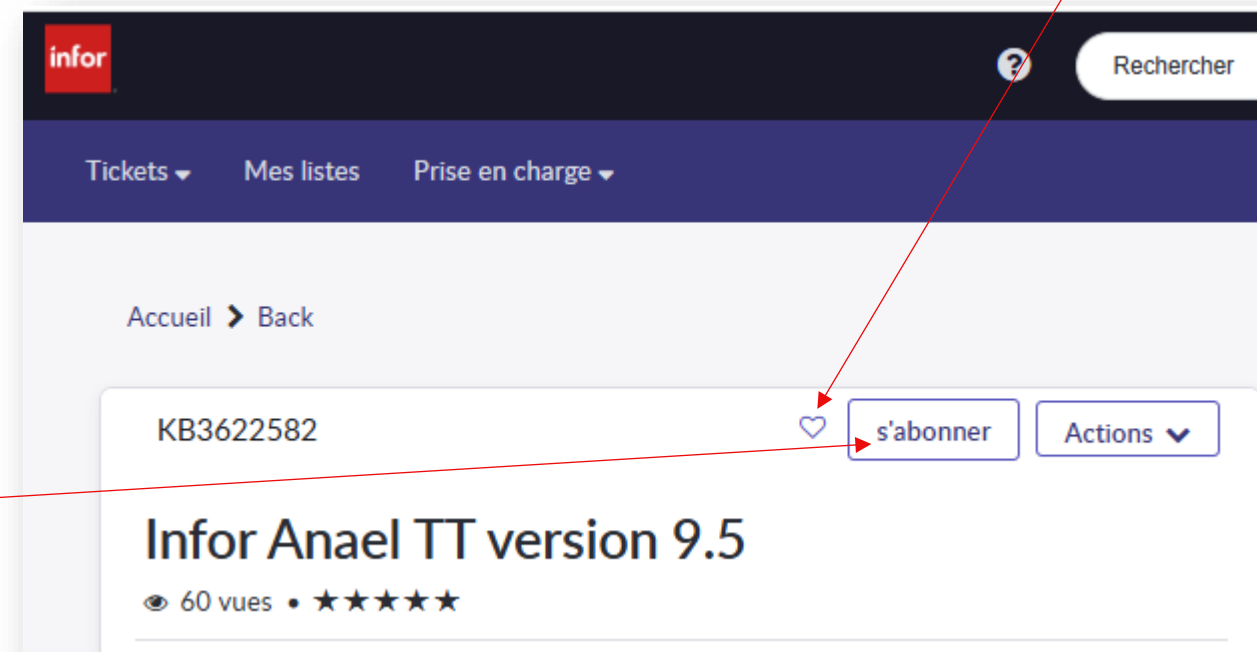 infor
? Rechercher
Tickets Mes listes Prise en charge
Accueil > Back
KB3622582 s'abonner Actions
Infor Anael TT version 9.5
60 vues • ★★★★★